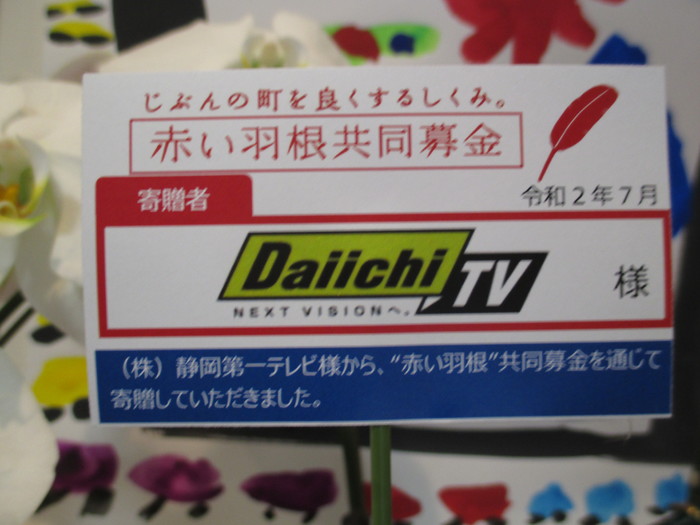 じぶんの町を良くするしくみ。
赤い羽根共同募金
令和2年7月
寄贈者
Daiichi TV
NEXT VISIONへ。
様
（株）静岡第一テレビ様から、“赤い羽根”共同募金を通じて
寄贈していただきました。